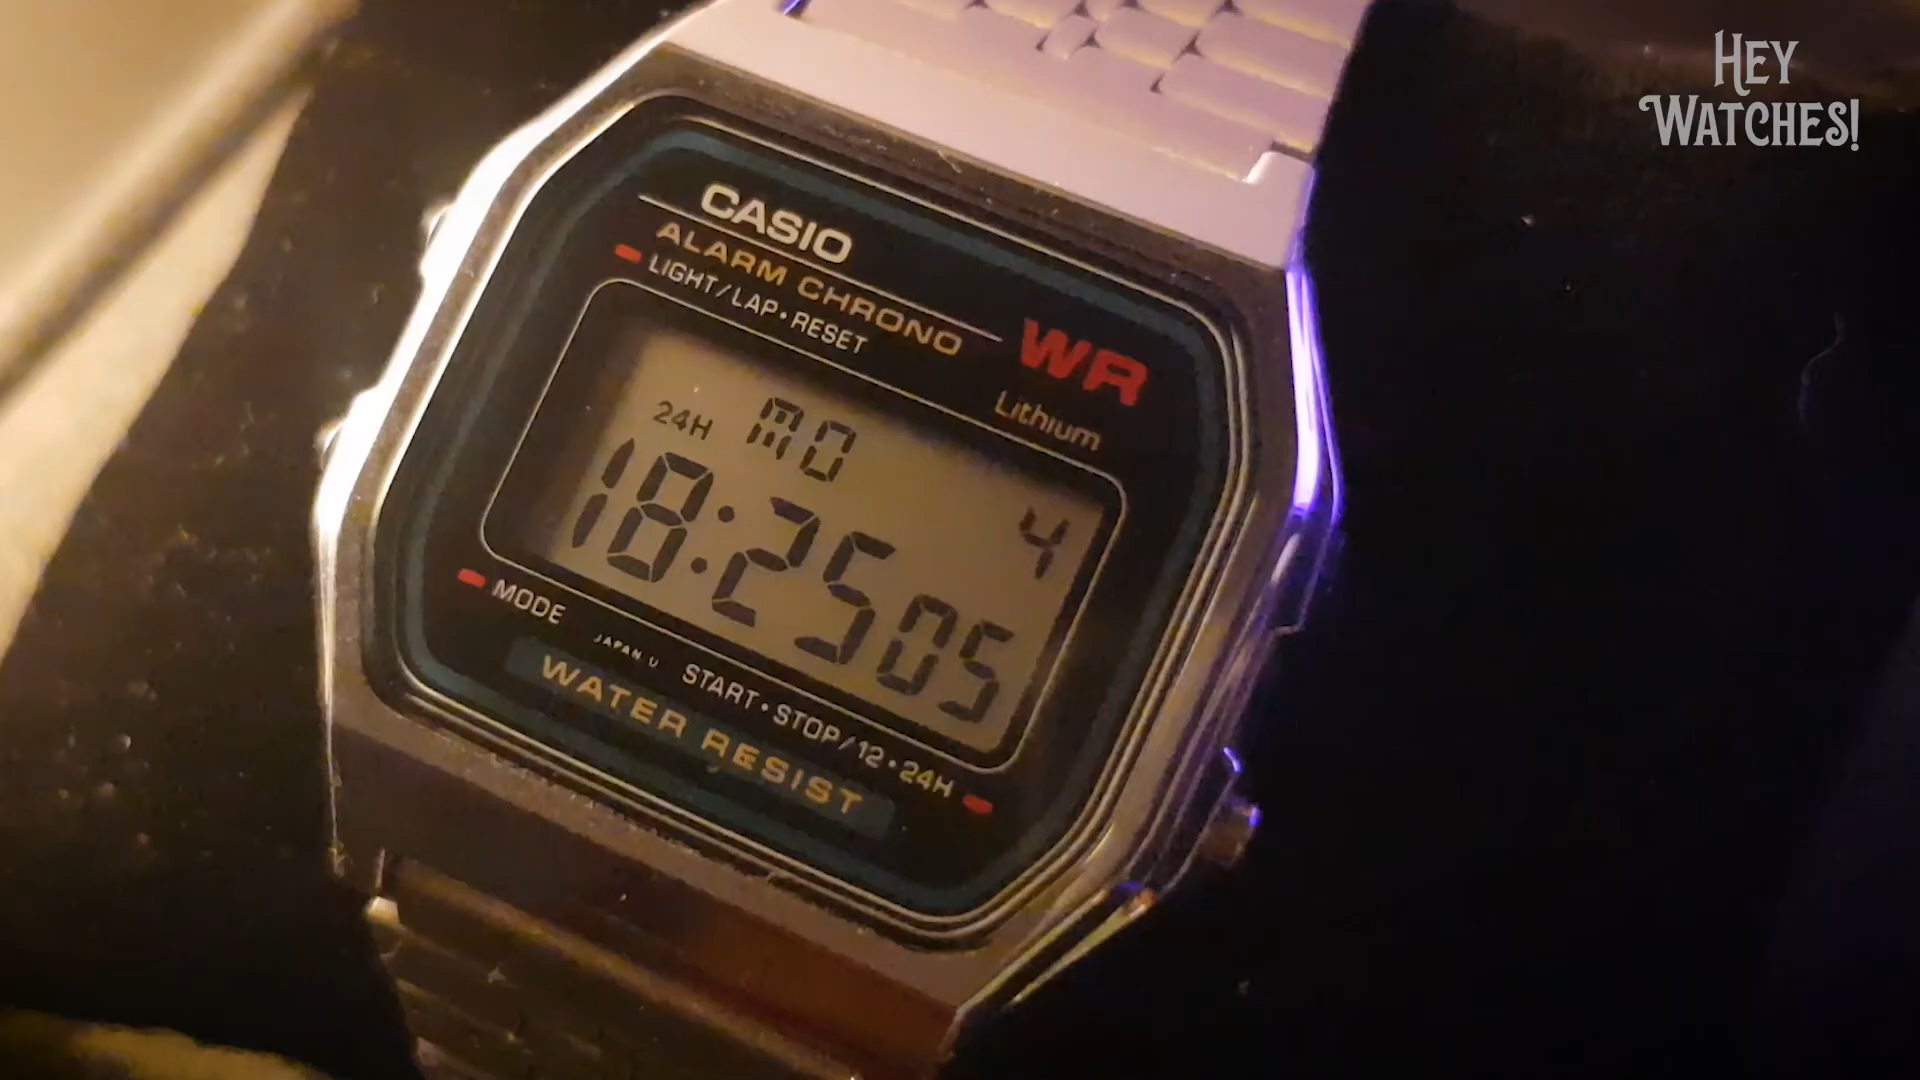 HEY
WATCHES!
CASIO
ALARM CHRONO
LIGHT/LAP•RESET
WR
Lithium
24H MO
4
18:25 05
MODE
JAPAN U
START•STOP/12•24H
WATER RESIST